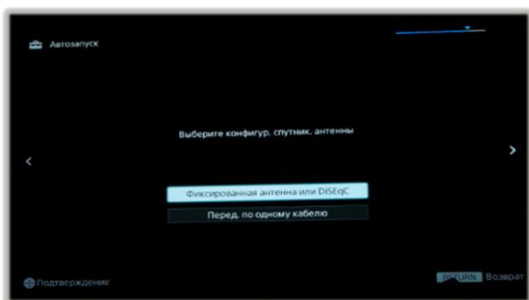 Автозапуск
Выберите конфигур. спутник. антенны
Фиксированная антенна или DiSEqC
Перед. по одному кабелю
Подтверждение
RETURN Возврат